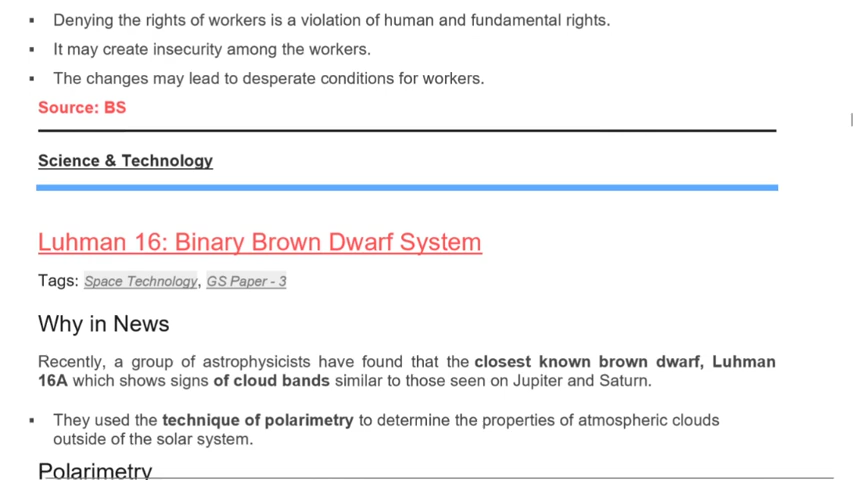 ▪ Denying the rights of workers is a violation of human and fundamental rights.
▪ It may create insecurity among the workers.
▪ The changes may lead to desperate conditions for workers.
Source: BS
Science & Technology
Luhman 16: Binary Brown Dwarf System
Tags: Space Technology, GS Paper - 3
Why in News
Recently, a group of astrophysicists have found that the closest known brown dwarf, Luhman
16A which shows signs of cloud bands similar to those seen on Jupiter and Saturn.
▪ They used the technique of polarimetry to determine the properties of atmospheric clouds
outside of the solar system.
Polarimetry